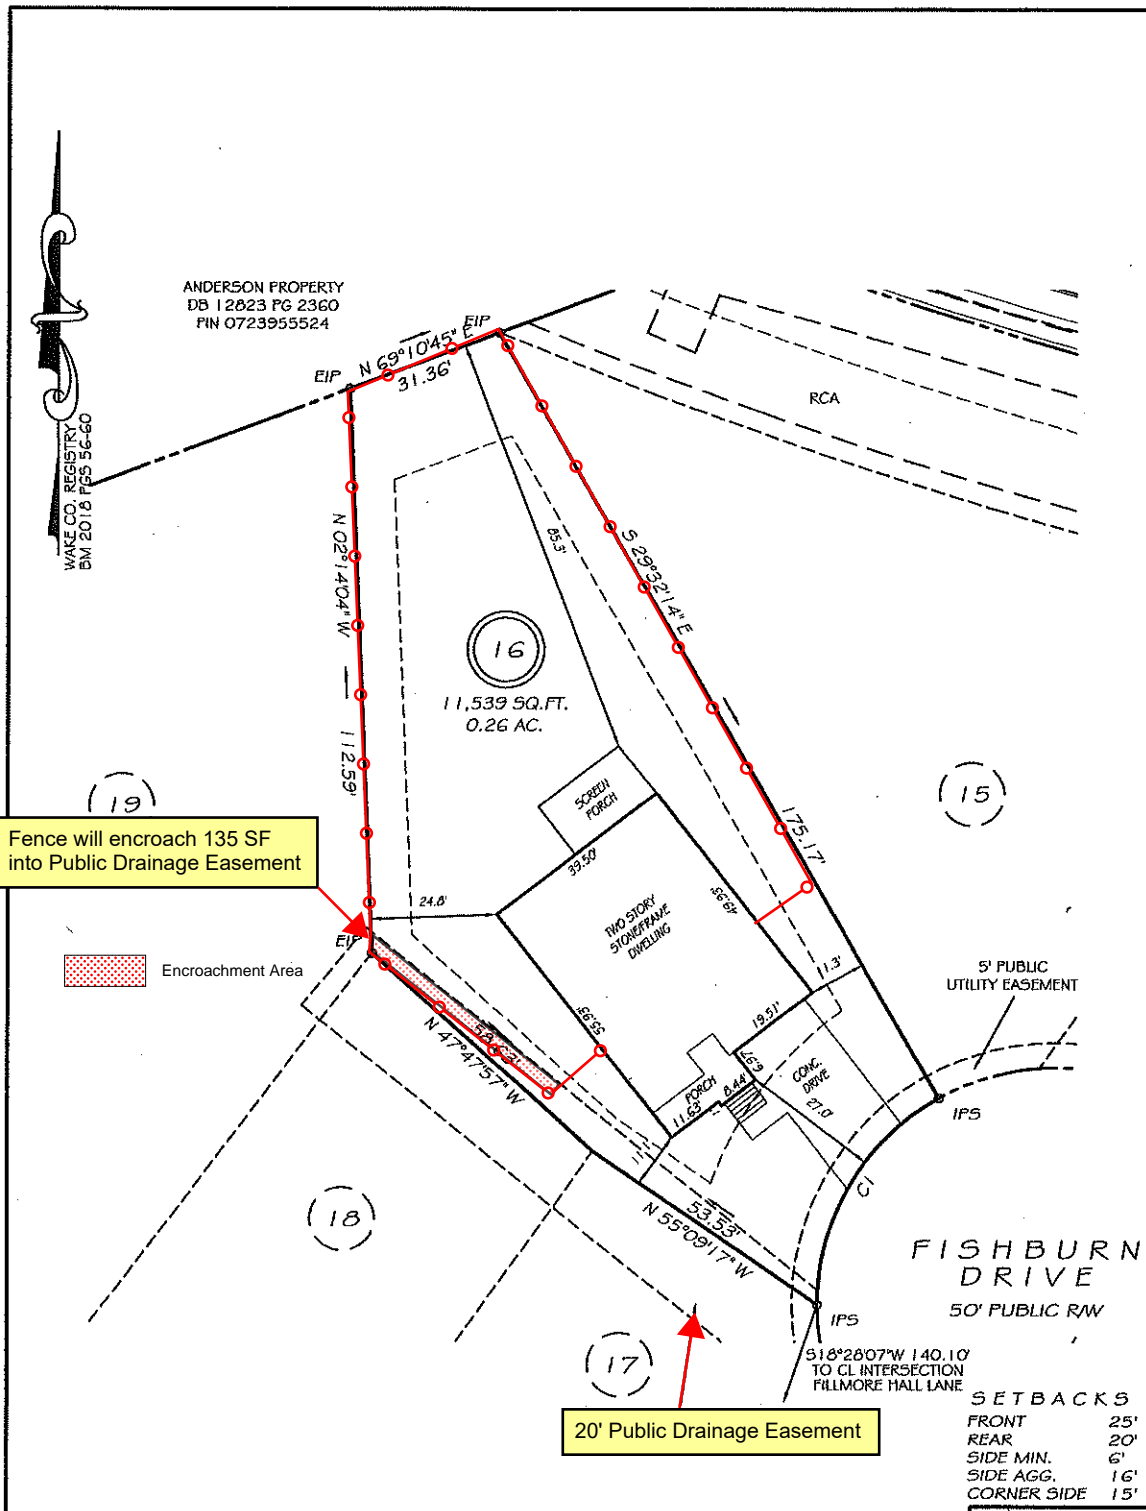 ANDERSON PROPERTY
DB 12823 PG 2360
PIN 0723955524
WAKE CO. REGISTRY
BM 2018 PGS 56-60
EIP
EIP
N 69°10'45" E
31.36'
RCA
N 02°14'04" W
112.59'
85.3'
S 29°32'14" E
175.17'
16
11,539 SQ.FT.
0.26 AC.
19
15
Fence will encroach 135 SF
into Public Drainage Easement
SCREEN
PORCH
39.50'
49.93'
24.8'
TWO STORY
STONE/FRAME
DWELLING
EIP
Encroachment Area
11.3'
5' PUBLIC
UTILITY EASEMENT
55.93'
58.63'
N 47°47'57" W
19.51'
6.97'
CONC.
DRIVE
27.0'
PORCH
8.44'
11.63'
IPS
18
53.53'
N 55°09'17" W
C1
FISHBURN
DRIVE
50' PUBLIC R/W
IPS
17
S18°28'07"W 140.10'
TO CL INTERSECTION
FILLMORE HALL LANE
20' Public Drainage Easement
SETBACKS
FRONT 25'
REAR 20'
SIDE MIN. 6'
SIDE AGG. 16'
CORNER SIDE 15'